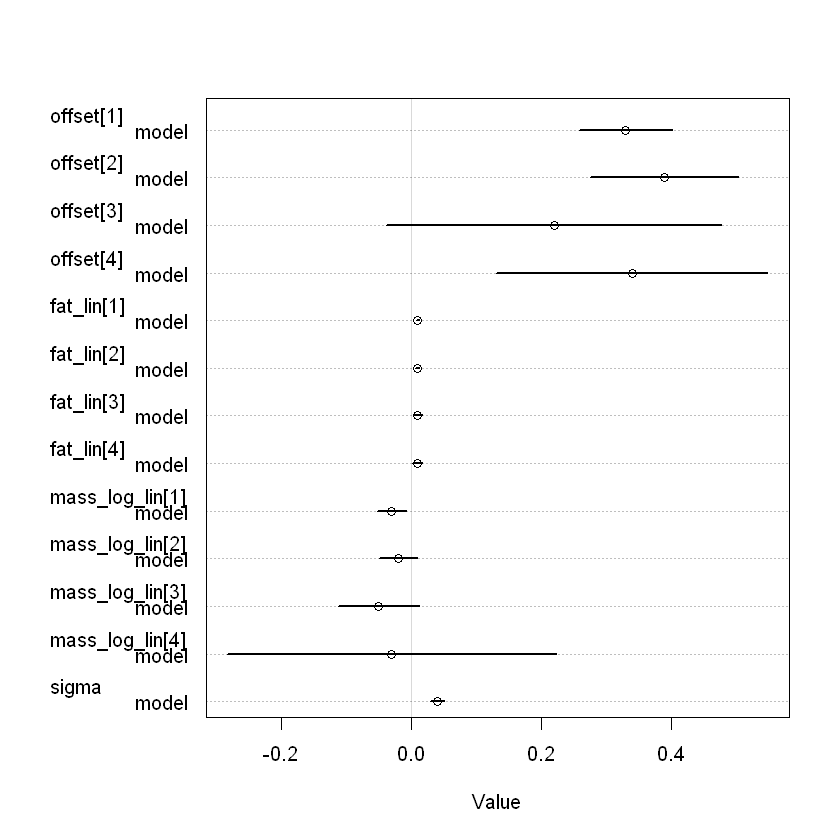 offset[1]
model
offset[2]
model
offset[3]
model
offset[4]
model
fat_lin[1]
model
fat_lin[2]
model
fat_lin[3]
model
fat_lin[4]
model
mass_log_lin[1]
model
mass_log_lin[2]
model
mass_log_lin[3]
model
mass_log_lin[4]
model
sigma
model
-0.2 0.0 0.2 0.4
Value